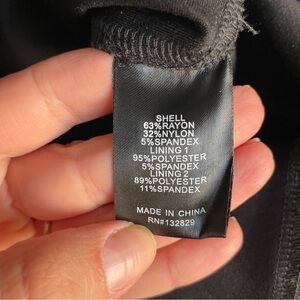 SHELL
63%RAYON
32%NYLON
5%SPANDEX
LINING 1
95%POLYESTER
5%SPANDEX
LINING 2
89%POLYESTER
11%SPANDEX
MADE IN CHINA
RN#132829